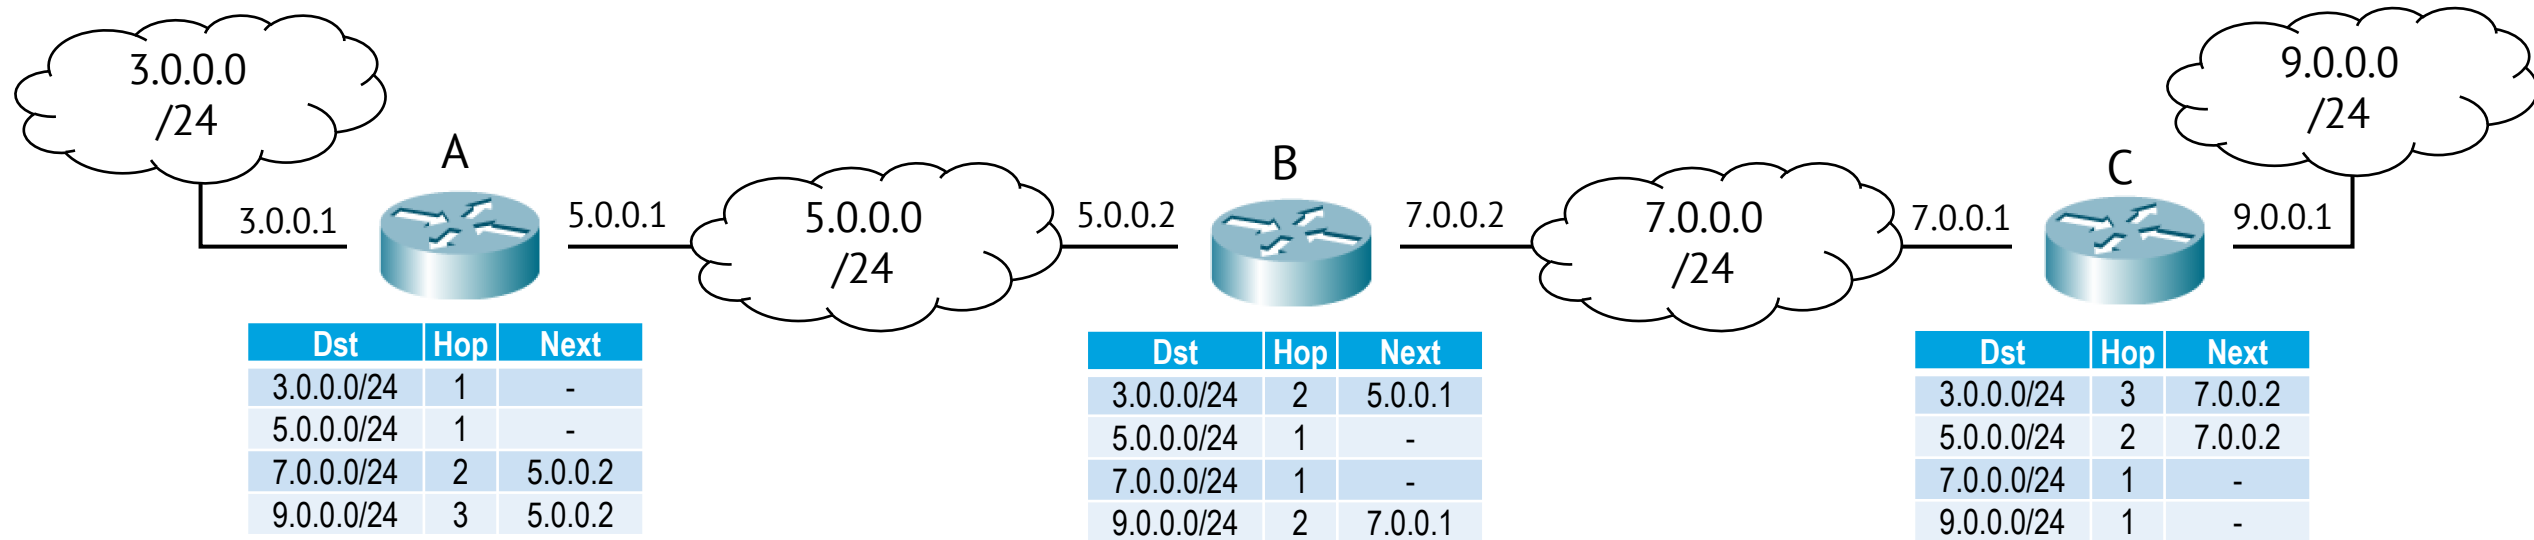 3.0.0.0
/24
A
3.0.0.1
5.0.0.1
5.0.0.0
/24
5.0.0.2
B
7.0.0.2
7.0.0.0
/24
7.0.0.1
C
9.0.0.1
9.0.0.0
/24
Dst Hop Next
3.0.0.0/24 1 -
5.0.0.0/24 1 -
7.0.0.0/24 2 5.0.0.2
9.0.0.0/24 3 5.0.0.2
Dst Hop Next
3.0.0.0/24 2 5.0.0.1
5.0.0.0/24 1 -
7.0.0.0/24 1 -
9.0.0.0/24 2 7.0.0.1
Dst Hop Next
3.0.0.0/24 3 7.0.0.2
5.0.0.0/24 2 7.0.0.2
7.0.0.0/24 1 -
9.0.0.0/24 1 -